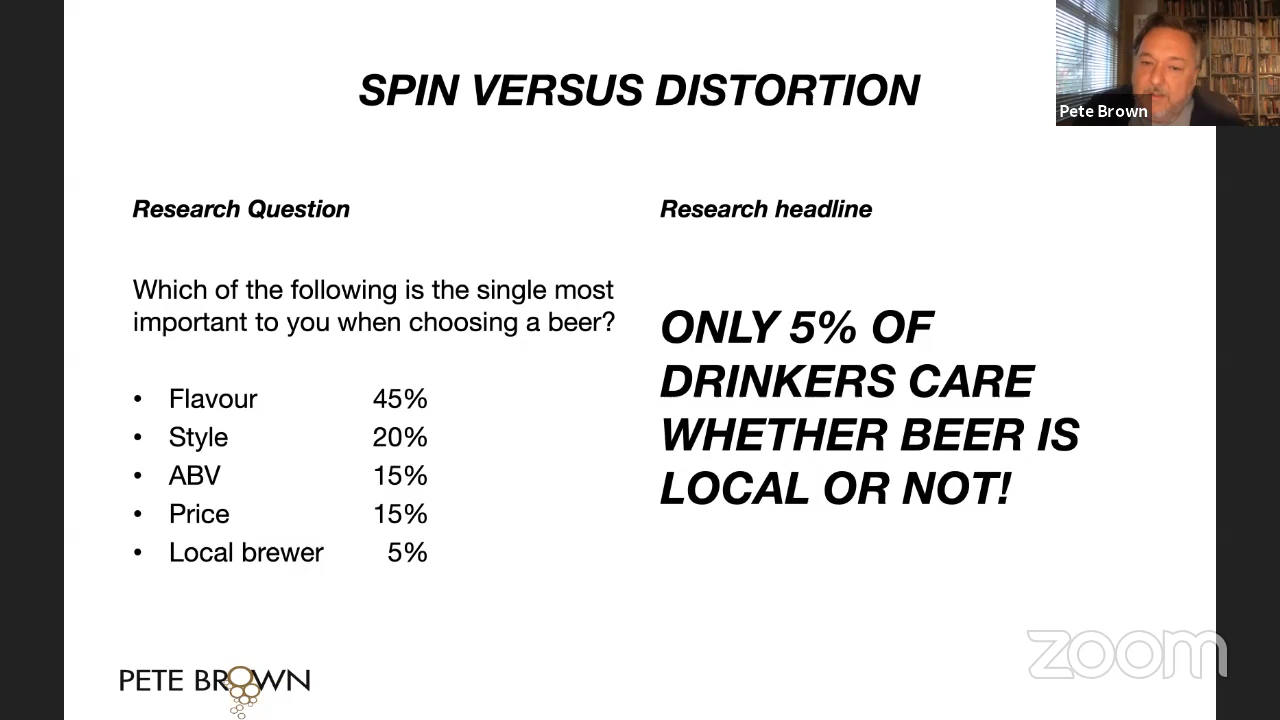 SPIN VERSUS DISTORTION
Pete Brown
Research Question
Which of the following is the single most
important to you when choosing a beer?
• Flavour 45%
• Style 20%
• ABV 15%
• Price 15%
• Local brewer 5%
Research headline
ONLY 5% OF
DRINKERS CARE
WHETHER BEER IS
LOCAL OR NOT!
PETE BROWN
zoom